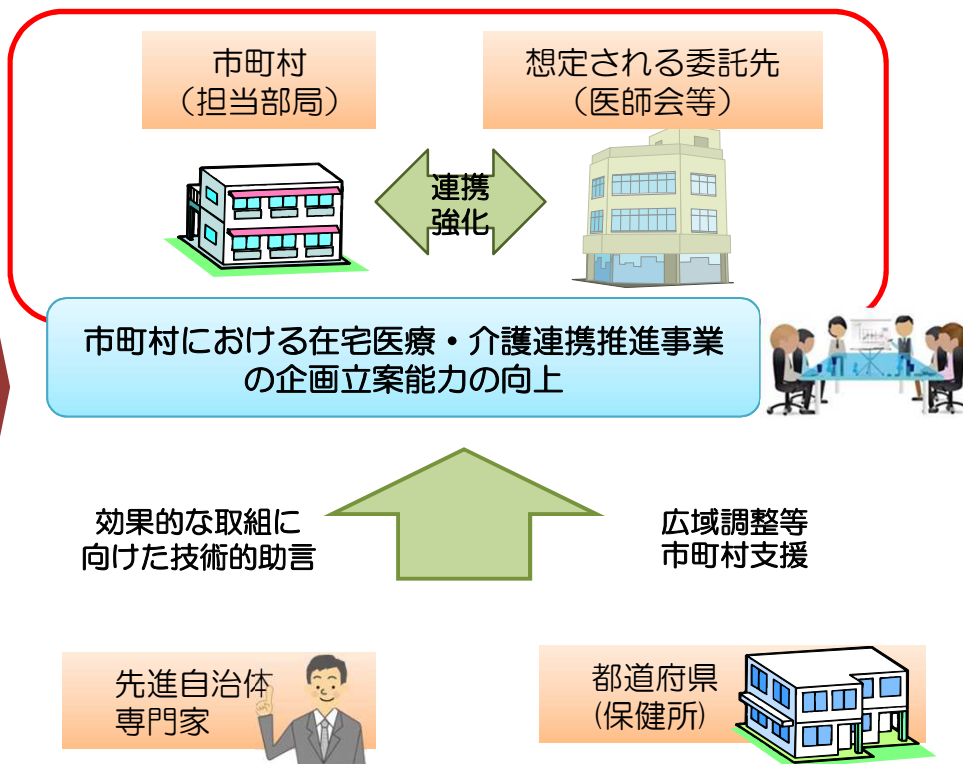 市町村
（担当部局）
想定される委託先
（医師会等）
連携
強化
市町村における在宅医療・介護連携推進事業
の企画立案能力の向上
効果的な取組に
向けた技術的助言
広域調整等
市町村支援
先進自治体
専門家
都道府県
(保健所)